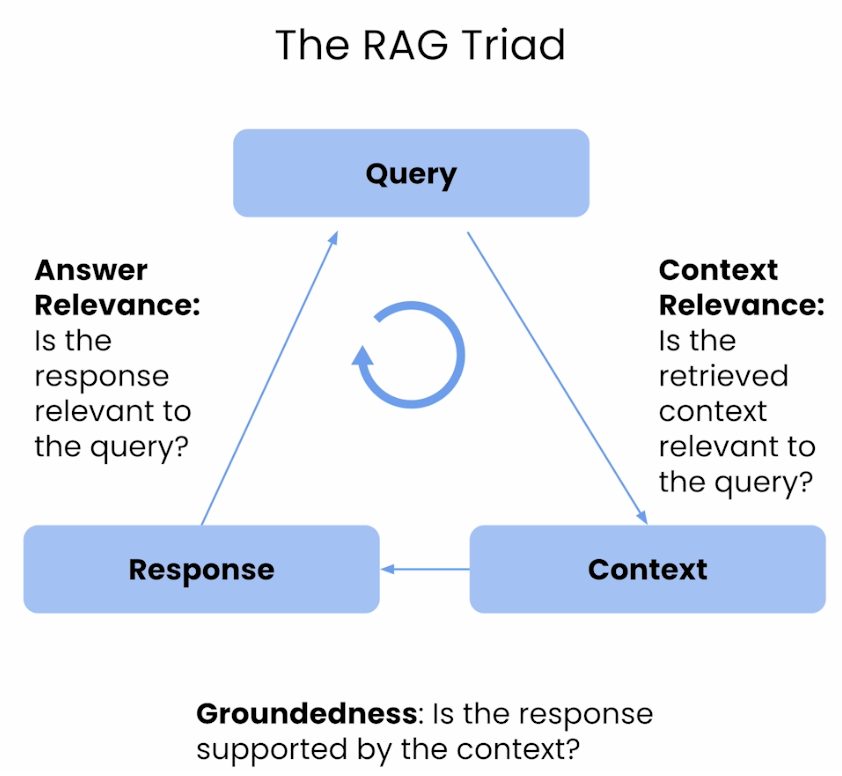 The RAG Triad
Query
Answer
Relevance:
Is the
response
relevant to
the query?
Context
Relevance:
Is the
retrieved
context
relevant to
the query?
Response
Context
Groundedness: Is the response
supported by the context?